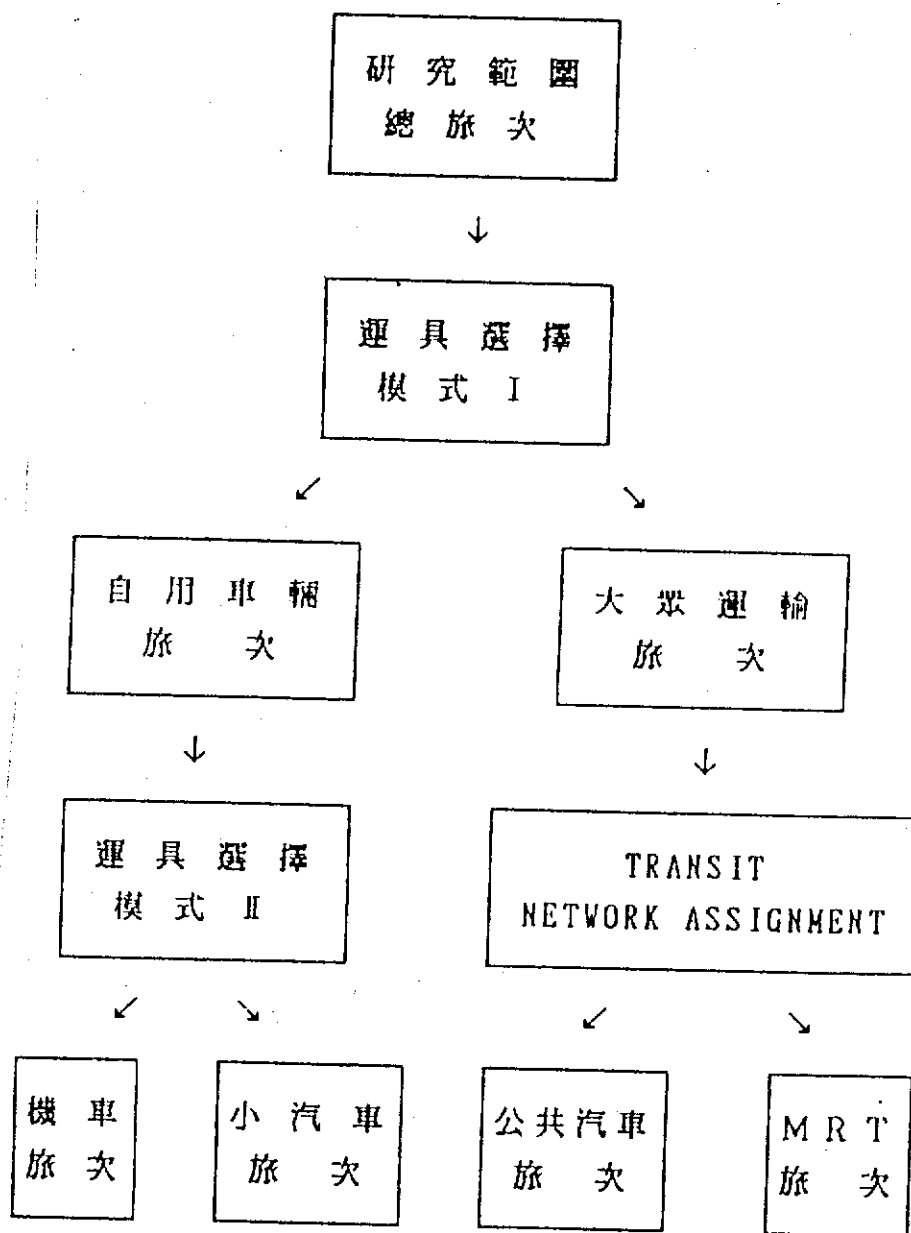 研究範圍
總旅次
↓
運具選擇
模式 I
↙ ↘
自用車輛
旅次
大眾運輸
旅次
↓ ↓
運具選擇
模式 II
TRANSIT
NETWORK ASSIGNMENT
↙ ↘ ↙ ↘
機車
旅次
小汽車
旅次
公共汽車
旅次
MRT
旅次